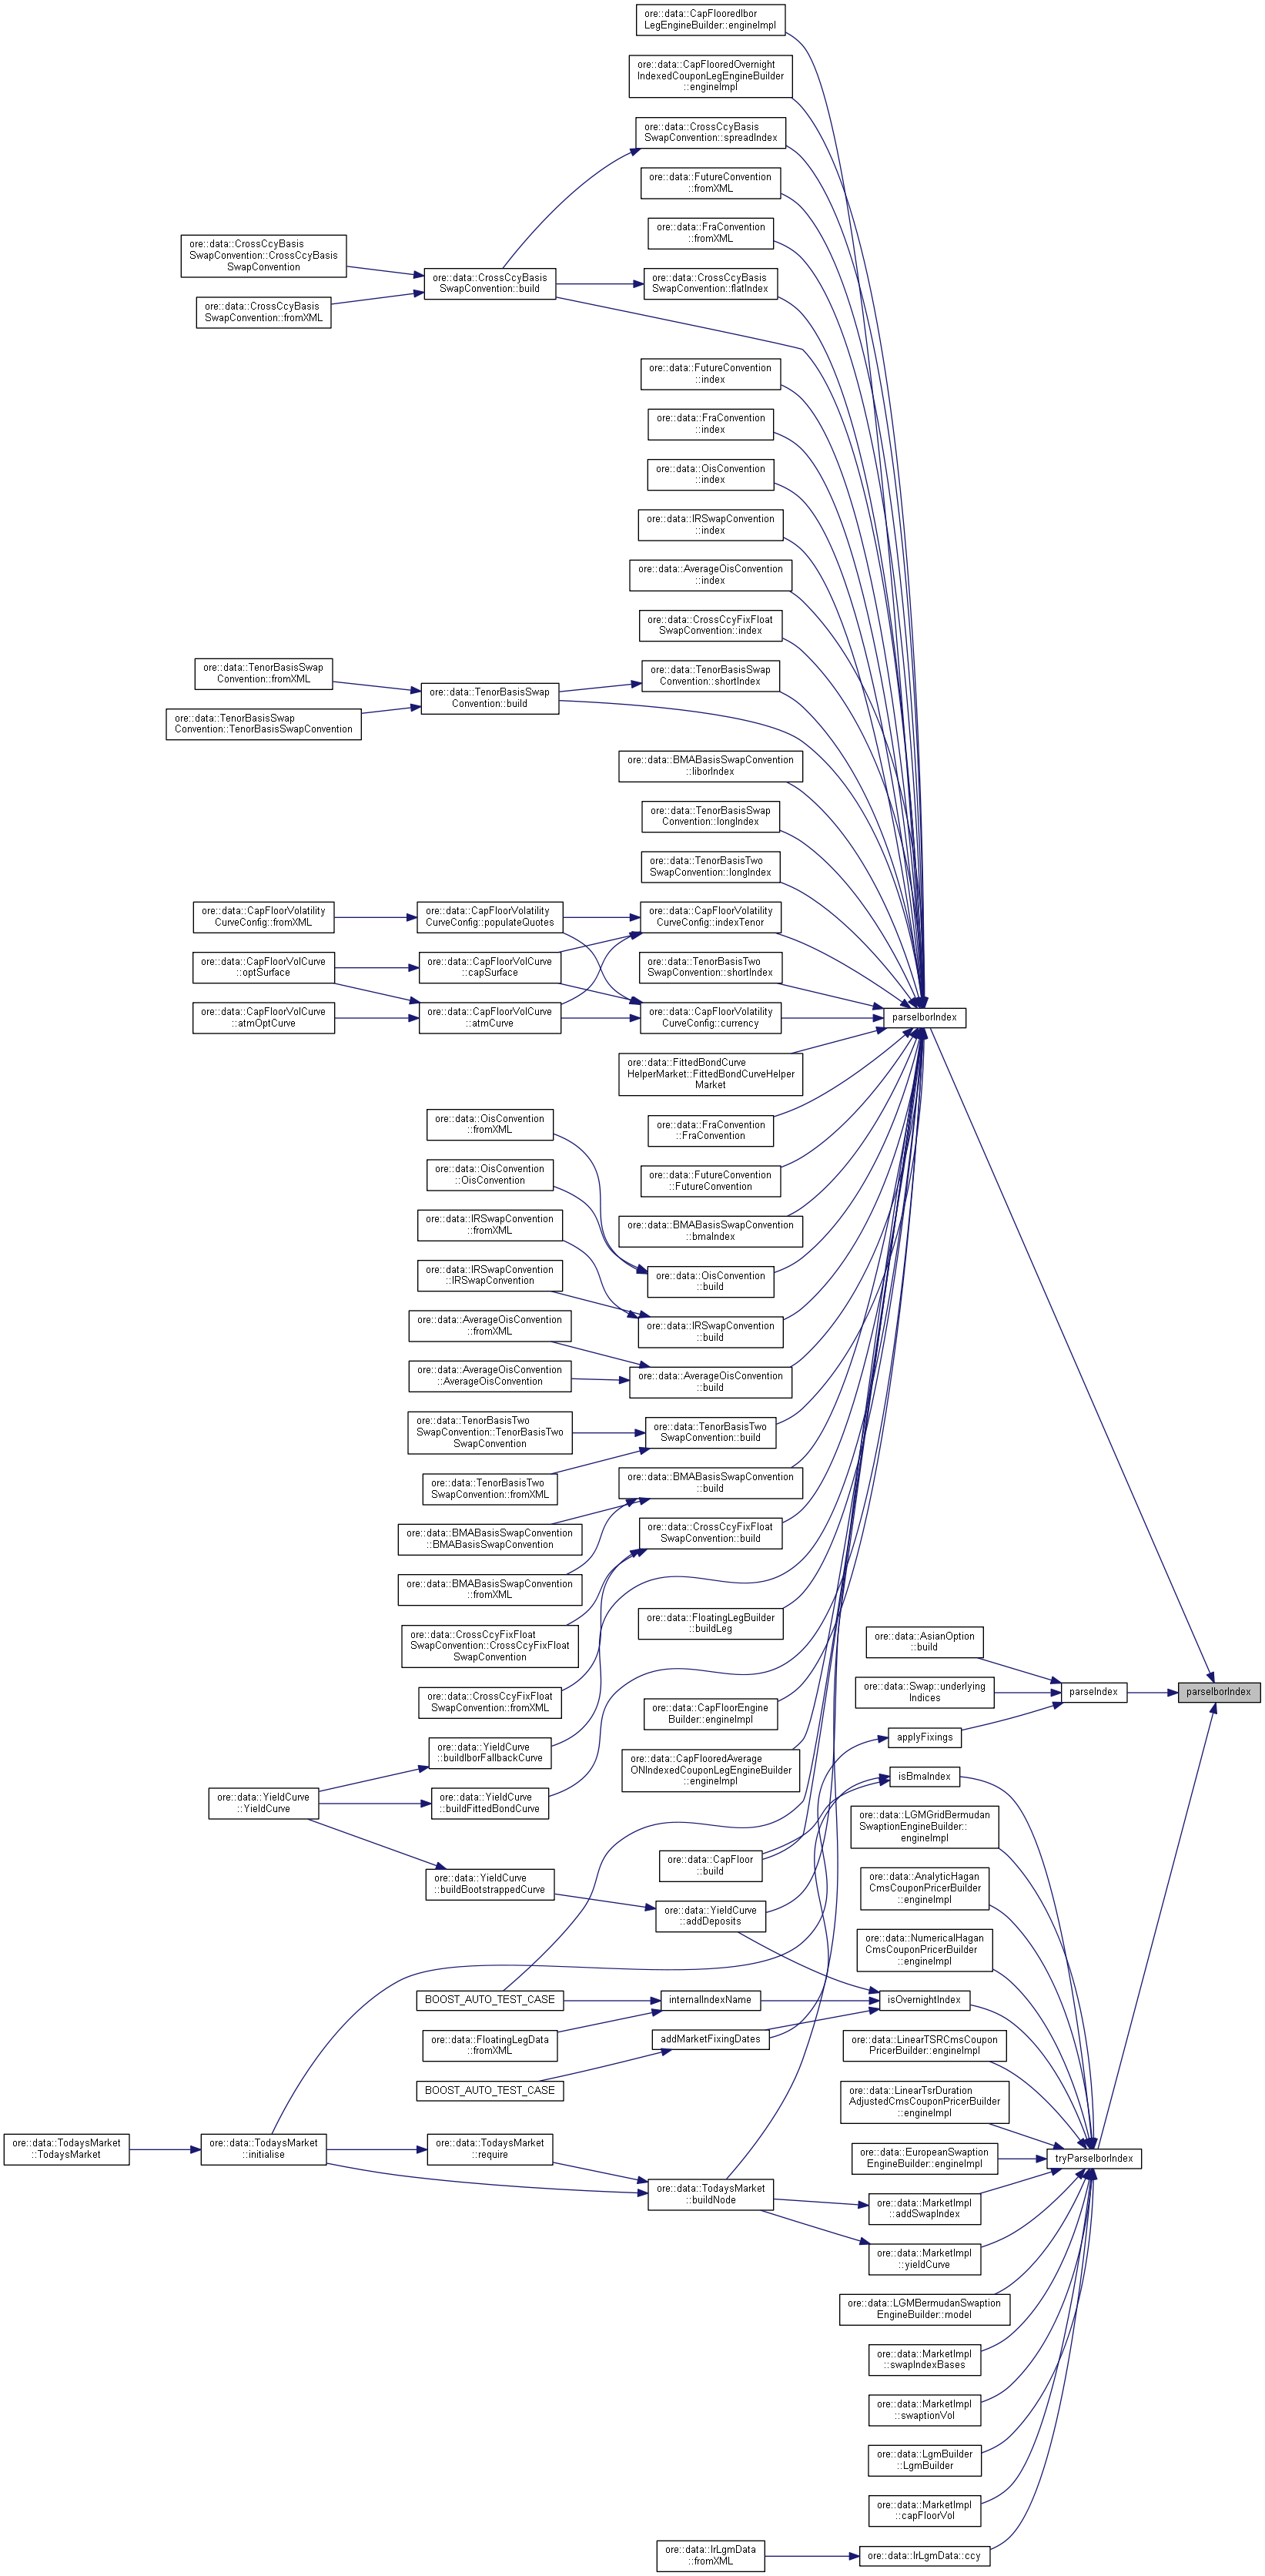 ore::data::CapFlooredIbor
LegEngineBuilder::engineImpl
ore::data::CapFlooredOvernight
IndexedCouponLegEngineBuilder
::engineImpl
ore::data::CrossCcyBasis
SwapConvention::spreadIndex
ore::data::FutureConvention
::fromXML
ore::data::FraConvention
::fromXML
ore::data::CrossCcyBasis
SwapConvention::CrossCcyBasis
SwapConvention
ore::data::CrossCcyBasis
SwapConvention::build
ore::data::CrossCcyBasis
SwapConvention::flatIndex
ore::data::CrossCcyBasis
SwapConvention::fromXML
ore::data::FutureConvention
::index
ore::data::FraConvention
::index
ore::data::OisConvention
::index
ore::data::IRSwapConvention
::index
ore::data::AverageOisConvention
::index
ore::data::CrossCcyFixFloat
SwapConvention::index
ore::data::TenorBasisSwap
Convention::fromXML
ore::data::TenorBasisSwap
Convention::build
ore::data::TenorBasisSwap
Convention::shortIndex
ore::data::TenorBasisSwap
Convention::TenorBasisSwapConvention
ore::data::BMABasisSwapConvention
::liborIndex
ore::data::TenorBasisSwap
Convention::longIndex
ore::data::TenorBasisTwo
SwapConvention::longIndex
ore::data::CapFloorVolatility
CurveConfig::fromXML
ore::data::CapFloorVolatility
CurveConfig::populateQuotes
ore::data::CapFloorVolatility
CurveConfig::indexTenor
ore::data::CapFloorVolCurve
::optSurface
ore::data::CapFloorVolCurve
::capSurface
ore::data::TenorBasisTwo
SwapConvention::shortIndex
ore::data::CapFloorVolCurve
::atmOptCurve
ore::data::CapFloorVolCurve
::atmCurve
ore::data::CapFloorVolatility
CurveConfig::currency
parseIborIndex
ore::data::FittedBondCurve
HelperMarket::FittedBondCurveHelper
Market
ore::data::FraConvention
::FraConvention
ore::data::OisConvention
::fromXML
ore::data::OisConvention
::OisConvention
ore::data::FutureConvention
::FutureConvention
ore::data::IRSwapConvention
::fromXML
ore::data::BMABasisSwapConvention
::bmaIndex
ore::data::IRSwapConvention
::IRSwapConvention
ore::data::OisConvention
::build
ore::data::AverageOisConvention
::fromXML
ore::data::IRSwapConvention
::build
ore::data::AverageOisConvention
::AverageOisConvention
ore::data::AverageOisConvention
::build
ore::data::TenorBasisTwo
SwapConvention::TenorBasisTwo
SwapConvention
ore::data::TenorBasisTwo
SwapConvention::build
ore::data::TenorBasisTwo
SwapConvention::fromXML
ore::data::BMABasisSwapConvention
::build
ore::data::BMABasisSwapConvention
::BMABasisSwapConvention
ore::data::CrossCcyFixFloat
SwapConvention::build
ore::data::BMABasisSwapConvention
::fromXML
ore::data::FloatingLegBuilder
::buildLeg
ore::data::CrossCcyFixFloat
SwapConvention::CrossCcyFixFloat
SwapConvention
ore::data::AsianOption
::build
ore::data::CrossCcyFixFloat
SwapConvention::fromXML
ore::data::Swap::underlying
Indices
parseIndex
parseIborIndex
ore::data::CapFloorEngine
Builder::engineImpl
applyFixings
ore::data::YieldCurve
::buildIborFallbackCurve
ore::data::CapFlooredAverage
ONIndexedCouponLegEngineBuilder
::engineImpl
isBmaIndex
ore::data::YieldCurve
::YieldCurve
ore::data::YieldCurve
::buildFittedBondCurve
ore::data::LGMGridBermudan
SwaptionEngineBuilder::
engineImpl
ore::data::CapFloor
::build
ore::data::YieldCurve
::buildBootstrappedCurve
ore::data::AnalyticHagan
CmsCouponPricerBuilder
::engineImpl
ore::data::YieldCurve
::addDeposits
ore::data::NumericalHagan
CmsCouponPricerBuilder
::engineImpl
BOOST_AUTO_TEST_CASE
internalIndexName
isOvernightIndex
ore::data::FloatingLegData
::fromXML
addMarketFixingDates
ore::data::LinearTSRCmsCoupon
PricerBuilder::engineImpl
BOOST_AUTO_TEST_CASE
ore::data::LinearTsrDuration
AdjustedCmsCouponPricerBuilder
::engineImpl
ore::data::TodaysMarket
::TodaysMarket
ore::data::TodaysMarket
::initialise
ore::data::TodaysMarket
::require
ore::data::EuropeanSwaption
EngineBuilder::engineImpl
tryParseIborIndex
ore::data::TodaysMarket
::buildNode
ore::data::MarketImpl
::addSwapIndex
ore::data::MarketImpl
::yieldCurve
ore::data::LGMBermudanSwaption
EngineBuilder::model
ore::data::MarketImpl
::swapIndexBases
ore::data::MarketImpl
::swaptionVol
ore::data::LgmBuilder
::LgmBuilder
ore::data::MarketImpl
::capFloorVol
ore::data::IrLgmData
::fromXML
ore::data::IrLgmData::ccy